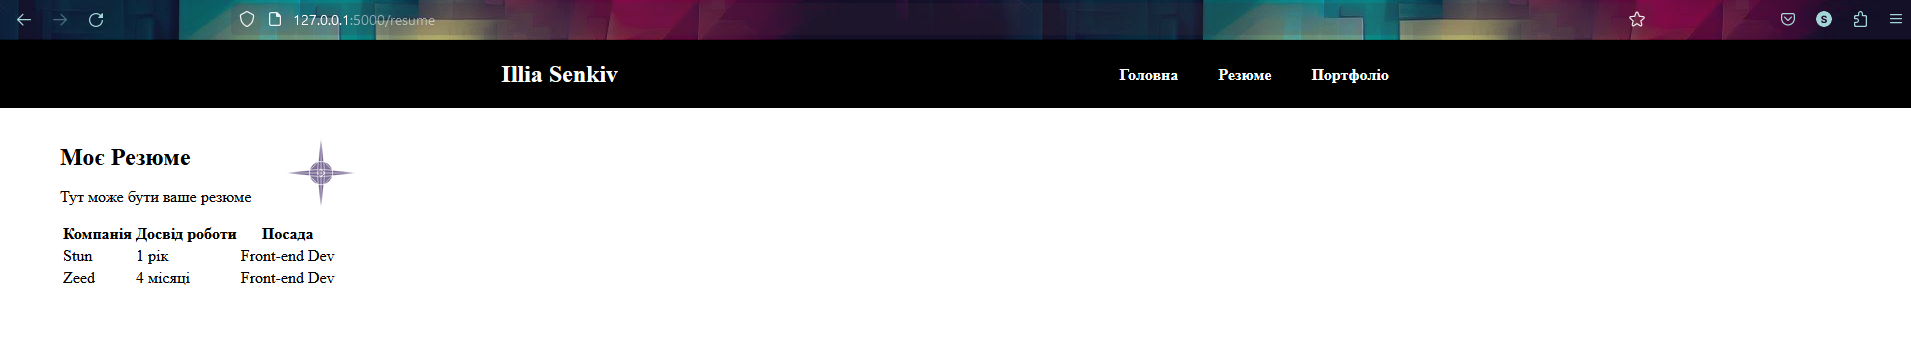 127.0.0.1:5000/resume
S
Illia Senkiv
Головна Резюме Портфоліо
Моє Резюме
Тут може бути ваше резюме
Компанія Досвід роботи Посада
Stun 1 рік Front-end Dev
Zeed 4 місяці Front-end Dev